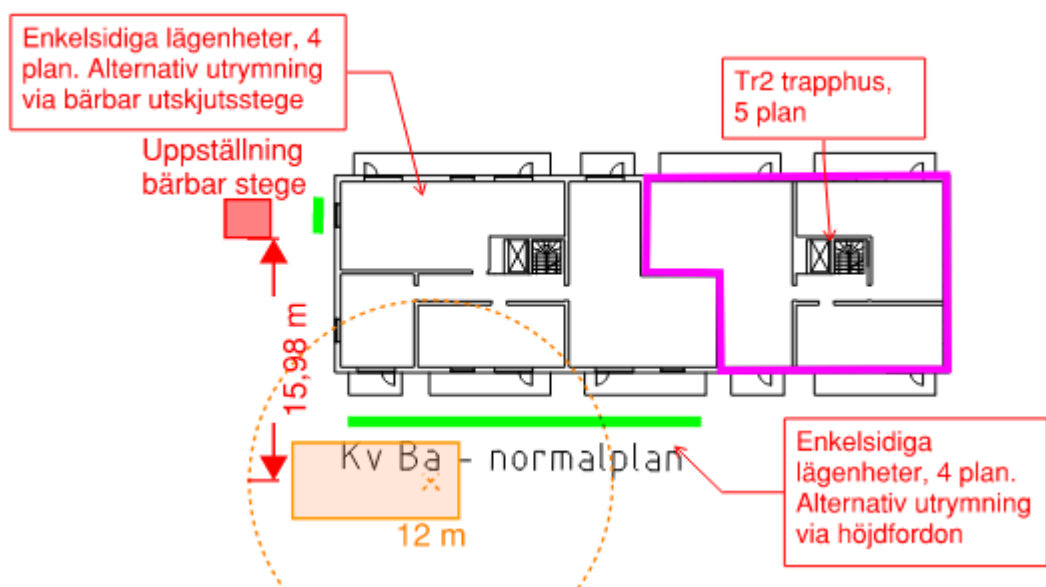 Enkelsidiga lägenheter, 4
plan. Alternativ utrymning
via bärbar utskjutsstege
Tr2 trapphus,
5 plan
Uppställning
bärbar stege
15,98 m
Kv Ba - normalplan
12 m
Enkelsidiga
lägenheter, 4 plan.
Alternativ utrymning
via höjdfordon